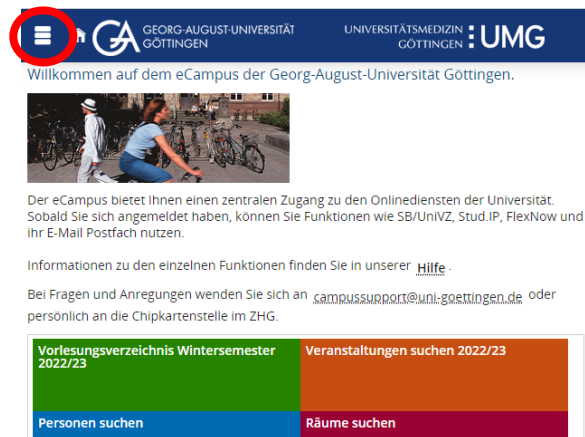 GEORG-AUGUST-UNIVERSITÄT
GÖTTINGEN
UNIVERSITÄTSMEDIZIN
GÖTTINGEN
UMG
Willkommen auf dem eCampus der Georg-August-Universität Göttingen.
Der eCampus bietet Ihnen einen zentralen Zugang zu den Onlinediensten der Universität.
Sobald Sie sich angemeldet haben, können Sie Funktionen wie SB/UniVZ, Stud.IP, FlexNow und
ihr E-Mail Postfach nutzen.
Informationen zu den einzelnen Funktionen finden Sie in unserer Hilfe .
Bei Fragen und Anregungen wenden Sie sich an campussupport@uni-goettingen.de oder
persönlich an die Chipkartenstelle im ZHG.
Vorlesungsverzeichnis Wintersemester
2022/23
Veranstaltungen suchen 2022/23
Personen suchen
Räume suchen